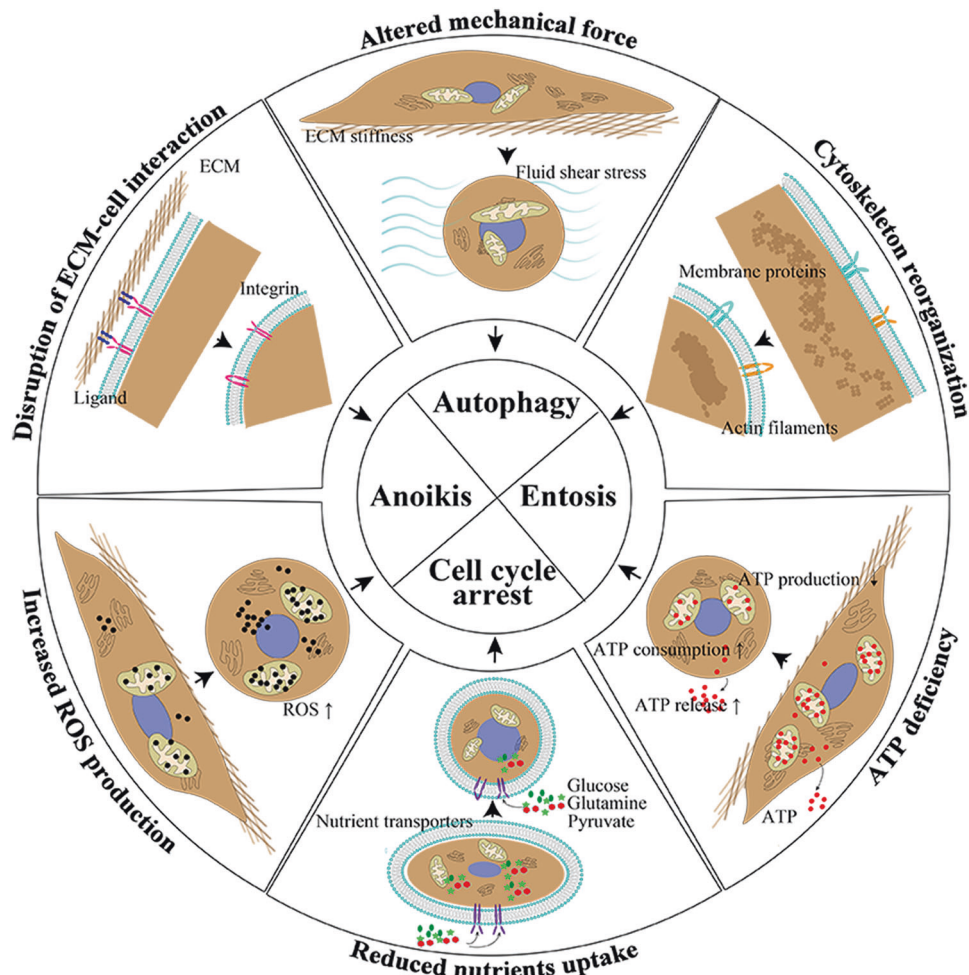 Altered mechanical force
ECM stiffness
Fluid shear stress
Disruption of ECM-cell interaction
ECM
Integrin
Ligand
Cytoskeleton reorganization
Membrane proteins
Actin filaments
Autophagy
Anoikis
Entosis
Cell cycle
arrest
Increased ROS production
ROS ↑
ATP deficiency
ATP production ↓
ATP consumption ↑
ATP release ↑
ATP
Reduced nutrients uptake
Nutrient transporters
Glucose
Glutamine
Pyruvate